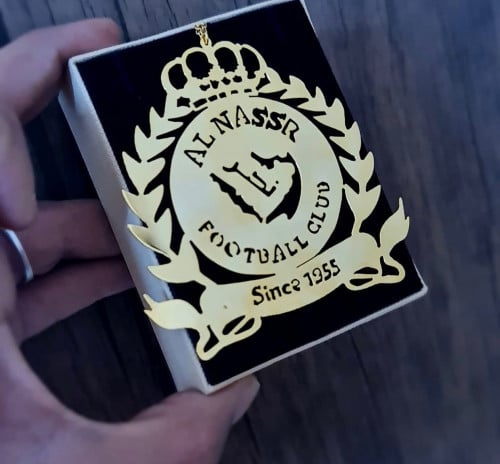 AL NASSR
FOOTBALL CLUB
Since 1955